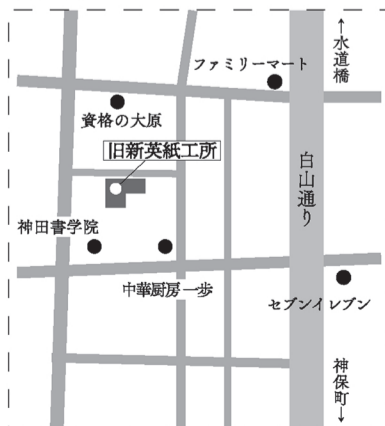 ↑水道橋
ファミリーマート
資格の大原
旧新英紙工所
白山通り
神田書学院
中華厨房一歩
セブンイレブン
神保町↓